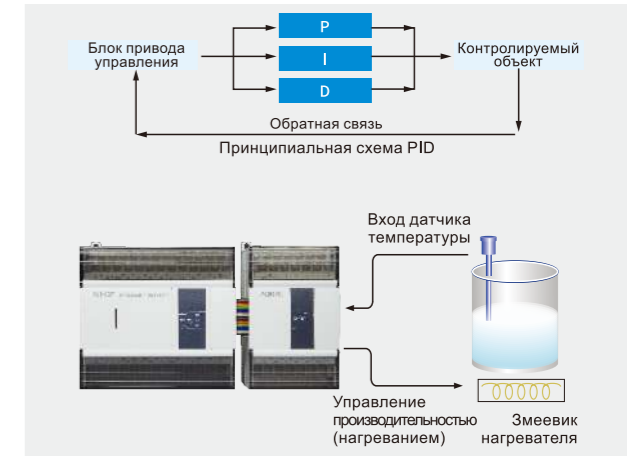 P
Блок привода
управления
I
Контролируемый
объект
D
Обратная связь
Принципиальная схема PID
Вход датчика
температуры
Управление
производительностью
(нагреванием)
Змеевик
нагревателя